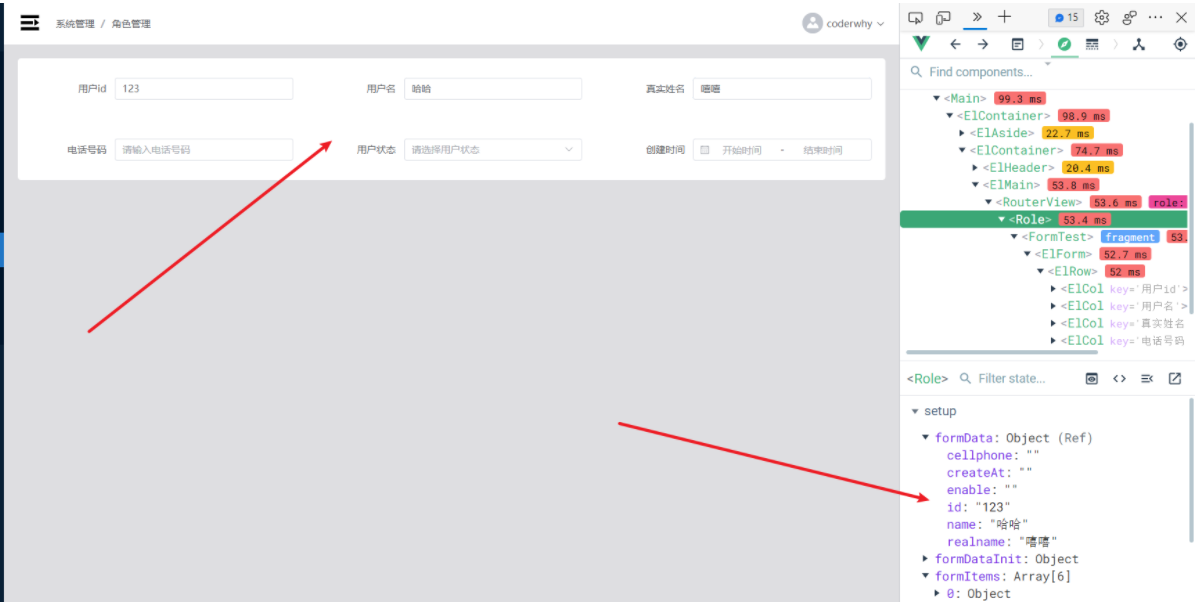 系统管理 / 角色管理
coderwhy
用户id 123
用户名 哈哈
真实姓名 嘻嘻
电话号码 请输入电话号码
用户状态 请选择用户状态
创建时间 开始时间 - 结束时间
15
Find components...
<Main> 99.3 ms
<ElContainer> 98.9 ms
<ElAside> 22.7 ms
<ElContainer> 74.7 ms
<ElHeader> 20.4 ms
<ElMain> 53.8 ms
<RouterView> 53.6 ms role:
<Role> 53.4 ms
<FormTest> fragment 53.
<ElForm> 52.7 ms
<ElRow> 52 ms
<ElCol key='用户id'>
<ElCol key='用户名'>
<ElCol key='真实姓名
<ElCol key='电话号码
<Role> Filter state...
setup
formData: Object (Ref)
cellphone: ""
createAt: ""
enable: ""
id: "123"
name: "哈哈"
realname: "嘻嘻"
formDataInit: Object
formItems: Array[6]
0: Object